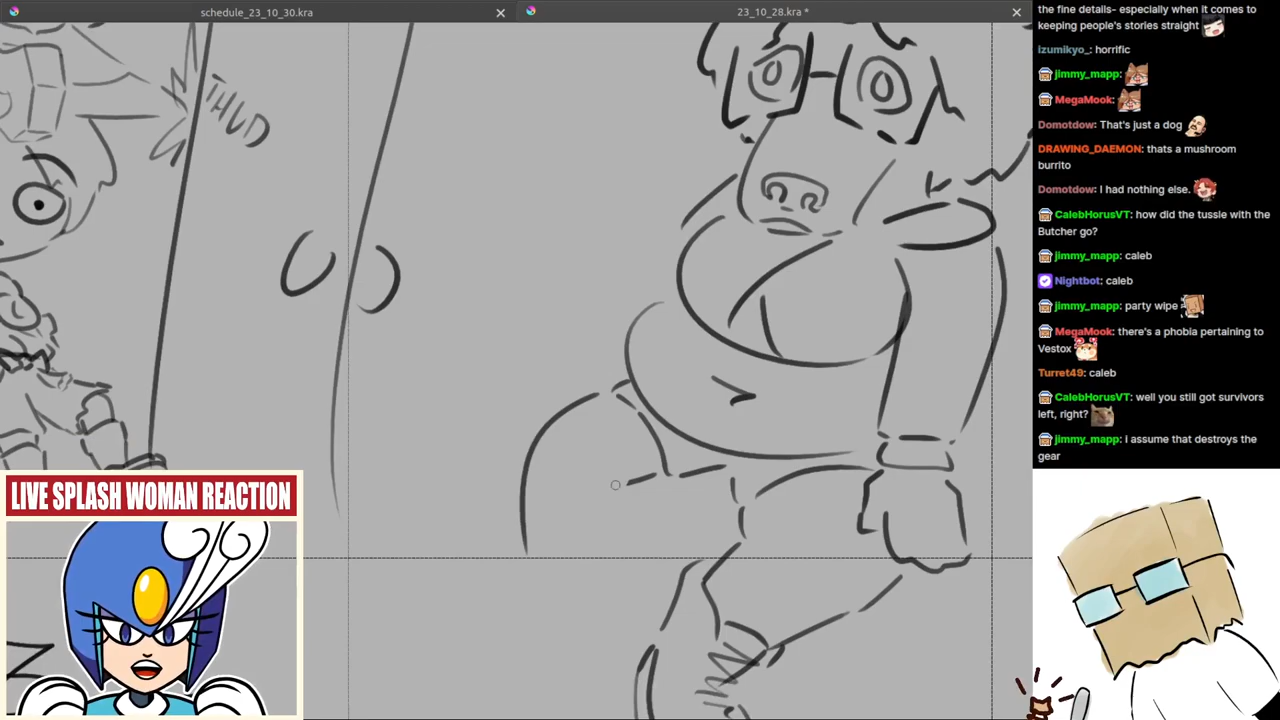 schedule_23_10_30.kra
23_10_28.kra *
THUD
LIVE SPLASH WOMAN REACTION
the fine details- especially when it comes to
keeping people's stories straight
izumikyo_: horrific
jimmy_mapp:
MegaMook:
Domotdow: That's just a dog
DRAWING_DAEMON: thats a mushroom
burrito
Domotdow: I had nothing else.
CalebHorusVT: how did the tussle with the
Butcher go?
jimmy_mapp: caleb
Nightbot: caleb
jimmy_mapp: party wipe
MegaMook: there's a phobia pertaining to
Vestox
Turret49: caleb
CalebHorusVT: well you still got survivors
left, right?
jimmy_mapp: I assume that destroys the
gear